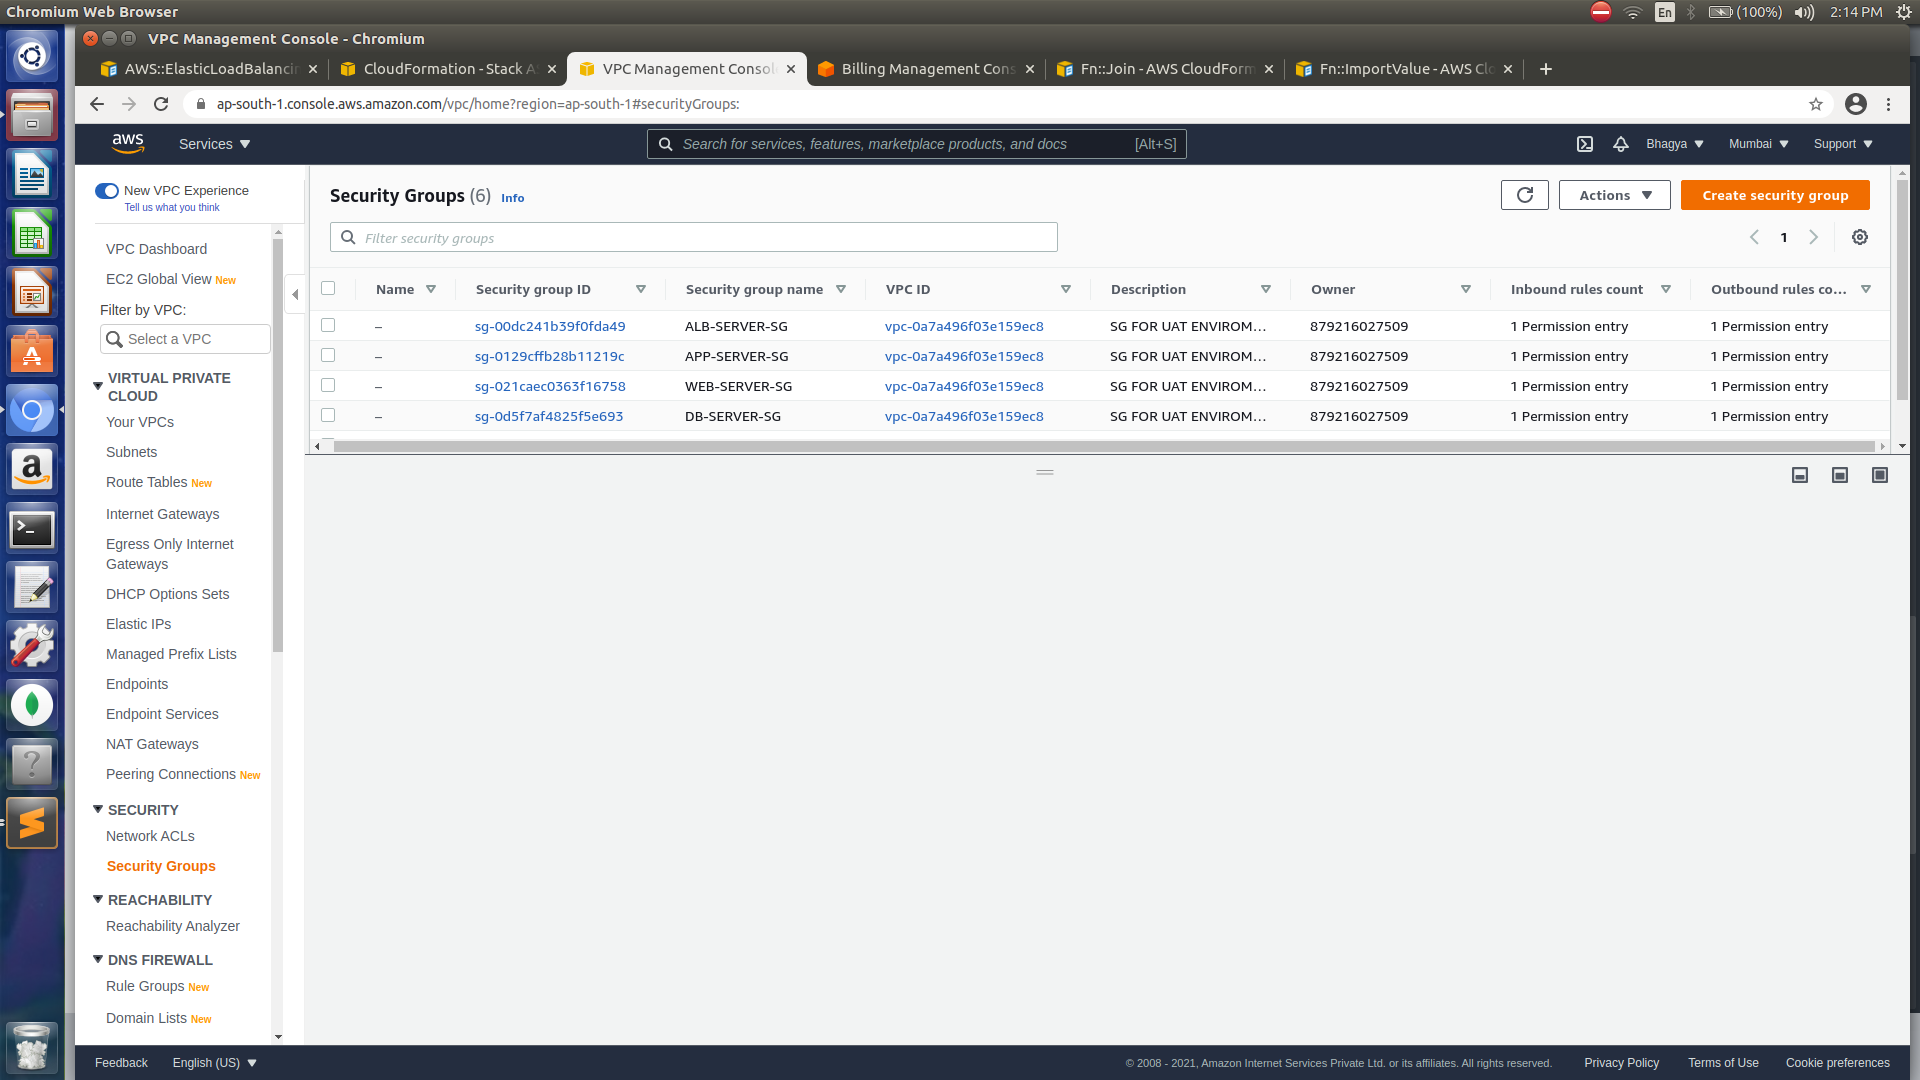 Chromium Web Browser
En
(100%)
2:14 PM
VPC Management Console - Chromium
AWS::ElasticLoadBalancin
CloudFormation - Stack A
VPC Management Consol
Billing Management Cons
Fn::Join - AWS CloudForm
Fn::ImportValue - AWS Cl
ap-south-1.console.aws.amazon.com/vpc/home?region=ap-south-1#securityGroups:
aws
Services
Search for services, features, marketplace products, and docs
[Alt+S]
Bhagya
Mumbai
Support
New VPC Experience
Tell us what you think
VPC Dashboard
EC2 Global View New
Filter by VPC:
Select a VPC
VIRTUAL PRIVATE
CLOUD
Your VPCs
Subnets
Route Tables New
Internet Gateways
Egress Only Internet
Gateways
DHCP Options Sets
Elastic IPs
Managed Prefix Lists
Endpoints
Endpoint Services
NAT Gateways
Peering Connections New
SECURITY
Network ACLs
Security Groups
REACHABILITY
Reachability Analyzer
DNS FIREWALL
Rule Groups New
Domain Lists New
Security Groups (6) Info
Actions
Create security group
Filter security groups
1
Name Security group ID Security group name VPC ID Description Owner Inbound rules count Outbound rules co...
– sg-00dc241b39f0fda49 ALB-SERVER-SG vpc-0a7a496f03e159ec8 SG FOR UAT ENVIROM... 879216027509 1 Permission entry 1 Permission entry
– sg-0129cffb28b11219c APP-SERVER-SG vpc-0a7a496f03e159ec8 SG FOR UAT ENVIROM... 879216027509 1 Permission entry 1 Permission entry
– sg-021caec0363f16758 WEB-SERVER-SG vpc-0a7a496f03e159ec8 SG FOR UAT ENVIROM... 879216027509 1 Permission entry 1 Permission entry
– sg-0d5f7af4825f5e693 DB-SERVER-SG vpc-0a7a496f03e159ec8 SG FOR UAT ENVIROM... 879216027509 1 Permission entry 1 Permission entry
Feedback
English (US)
© 2008 - 2021, Amazon Internet Services Private Ltd. or its affiliates. All rights reserved.
Privacy Policy
Terms of Use
Cookie preferences